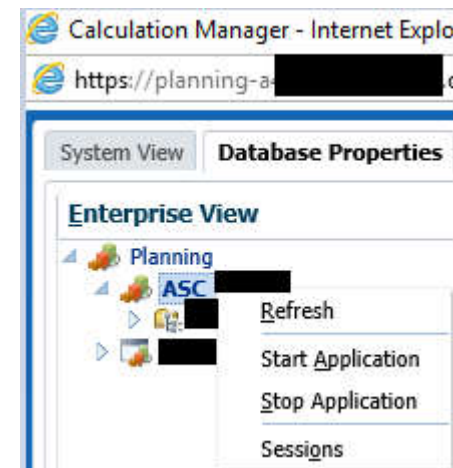 Calculation Manager - Internet Explo
https://planning-a
System View Database Properties
Enterprise View
Planning
ASC
Refresh
Start Application
Stop Application
Sessions